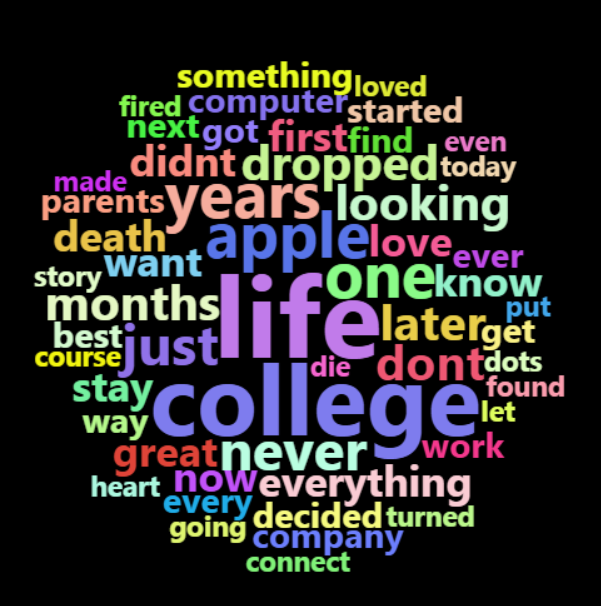 something loved
fired computer started
next got first find even
didnt dropped today
made
parents years looking
death apple love ever
want one know
story
months life later put
best just get
course die dont dots
stay college found
way let
great never work
heart now everything
every
going decided turned
company
connect